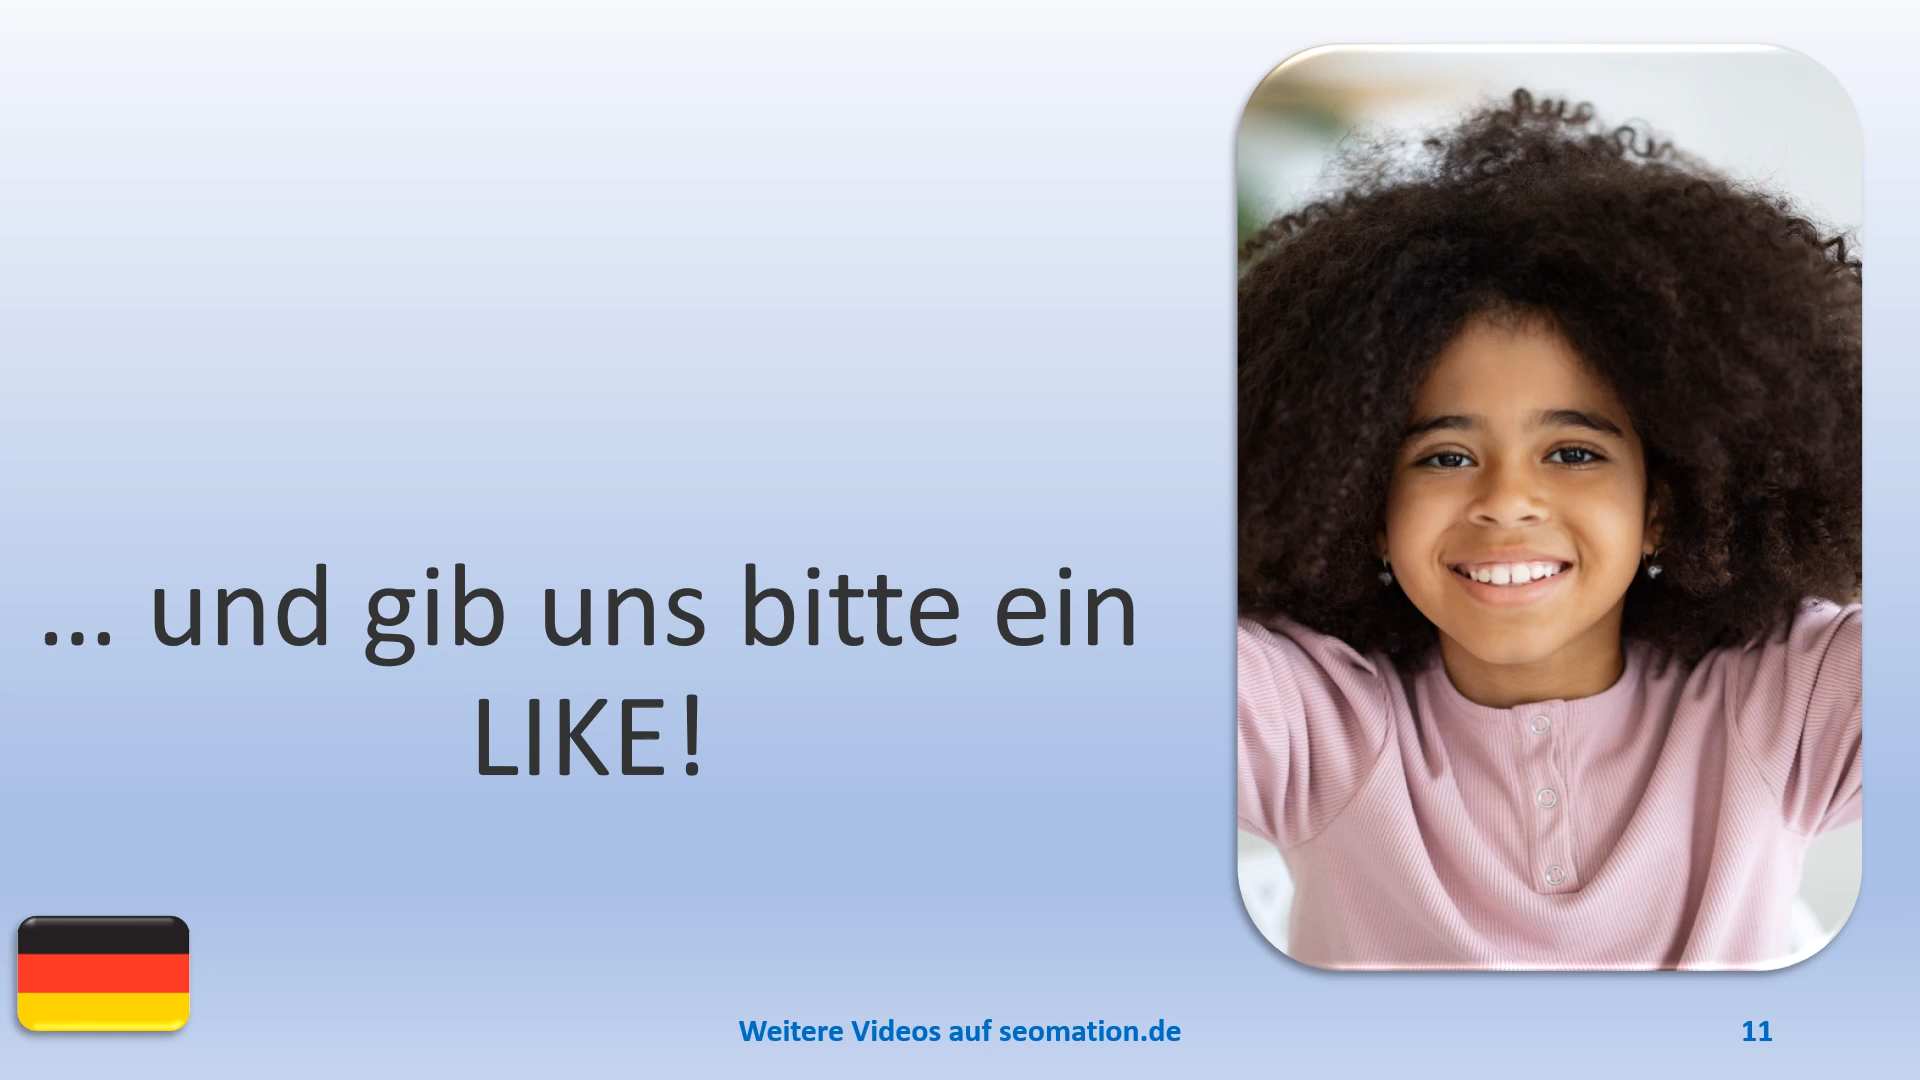 ... und gib uns bitte ein
LIKE!
Weitere Videos auf seomation.de
11